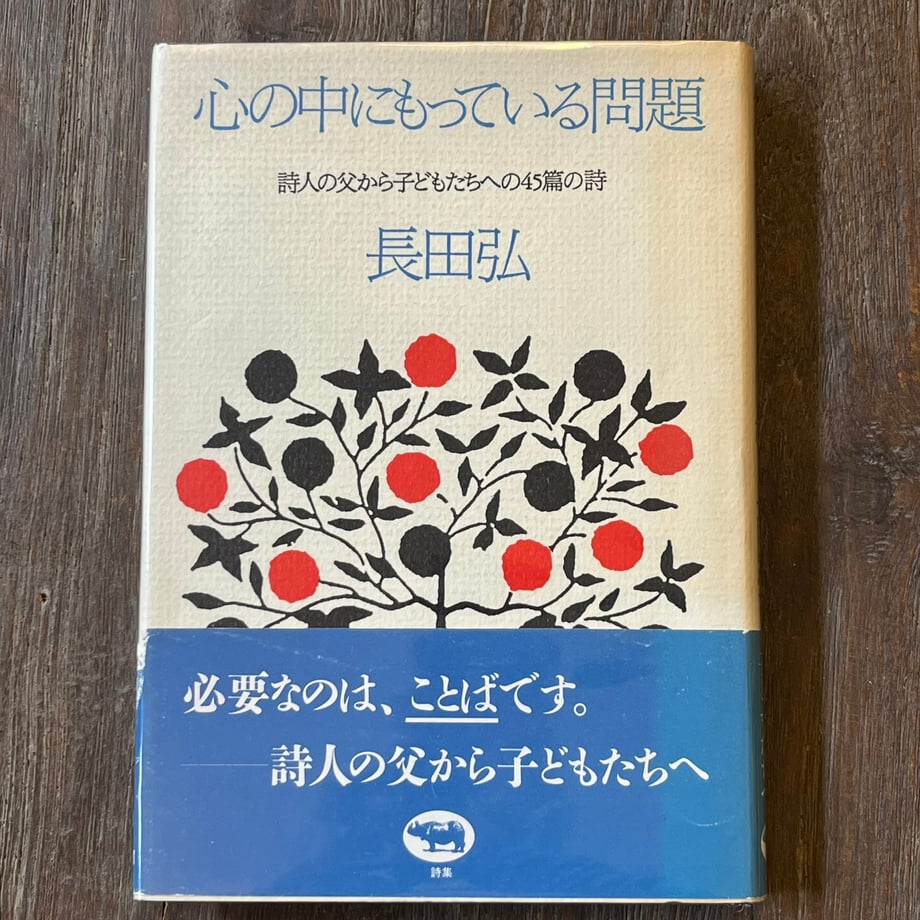 心の中にもっている問題
詩人の父から子どもたちへの45篇の詩
長田弘
必要なのは、ことばです。
——詩人の父から子どもたちへ
詩集